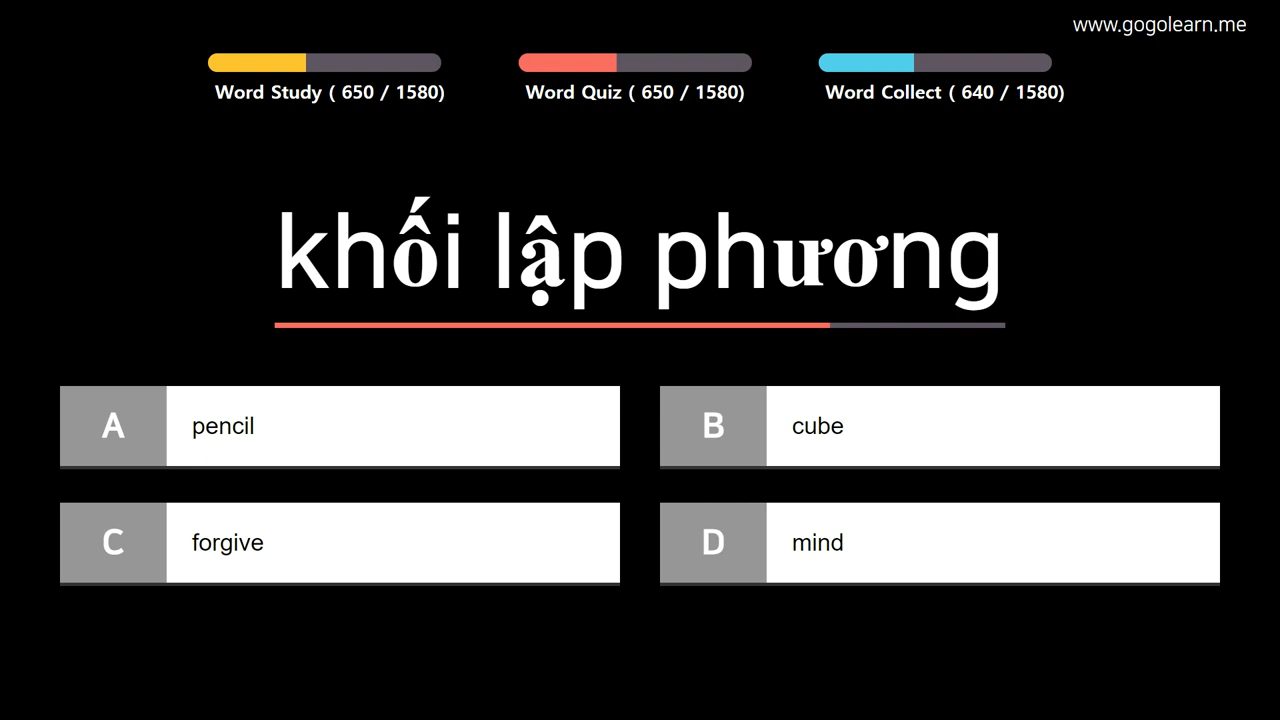 www.gogolearn.me
Word Study ( 650 / 1580)
Word Quiz ( 650 / 1580)
Word Collect ( 640 / 1580)
khối lập phương
A pencil
B cube
C forgive
D mind